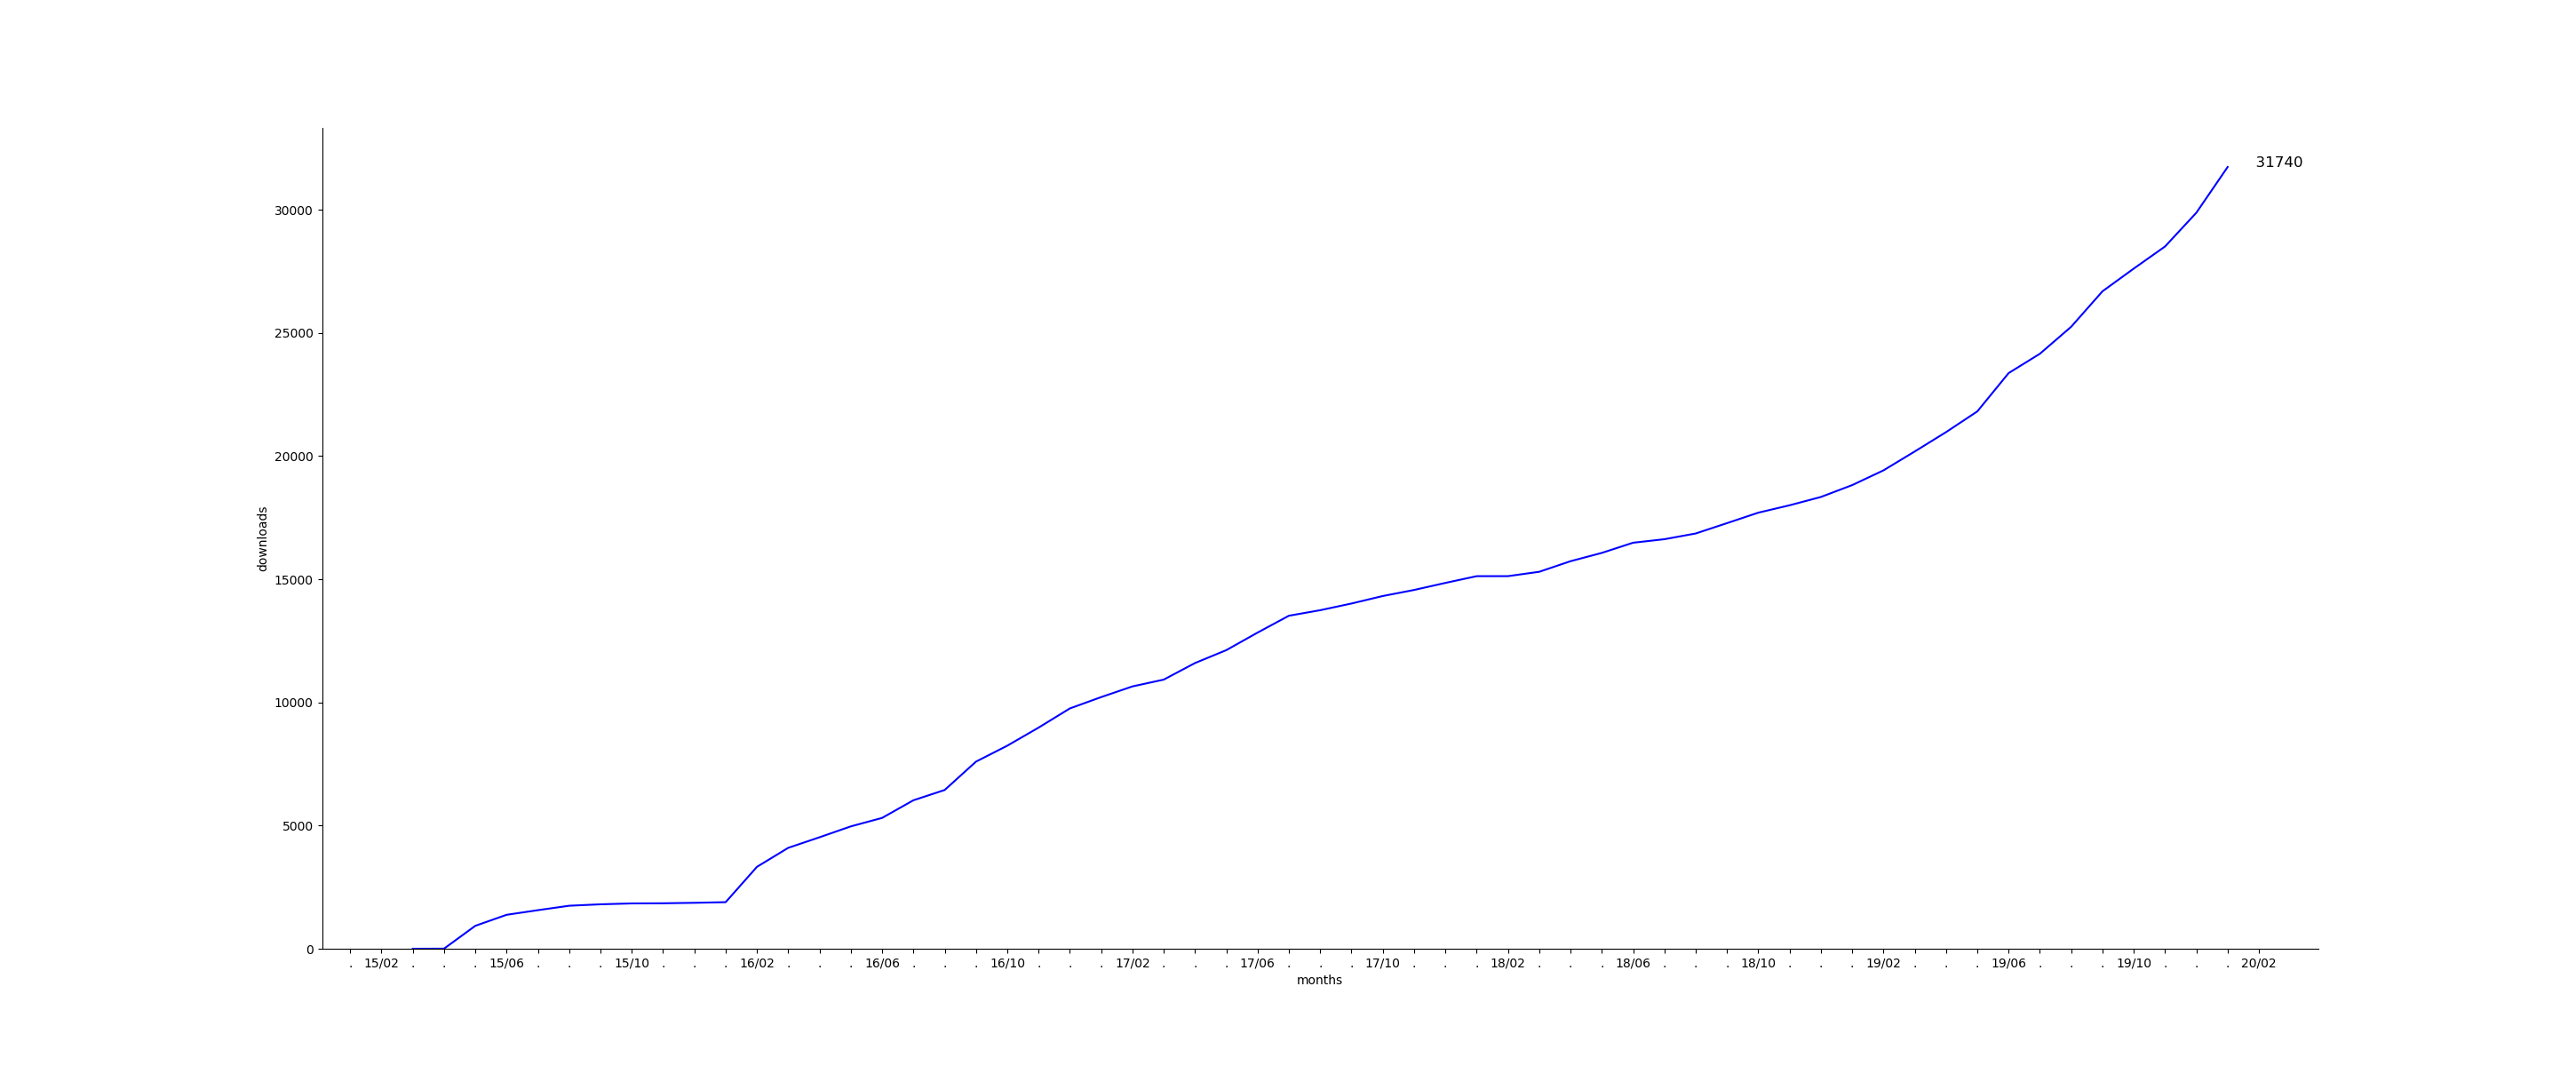 31740
30000
25000
20000
15000
10000
5000
0
downloads
. 15/02 . . . 15/06 . . . 15/10 . . . 16/02 . . . 16/06 . . . 16/10 . . . 17/02 . . . 17/06 . . . 17/10 . . . 18/02 . . . 18/06 . . . 18/10 . . . 19/02 . . . 19/06 . . . 19/10 . . . 20/02
months